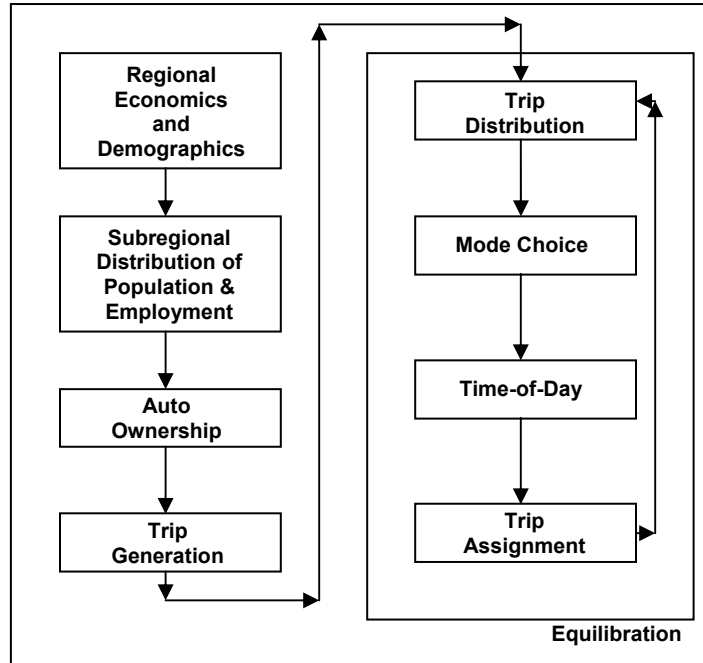 Regional
Economics
and
Demographics
Subregional
Distribution of
Population &
Employment
Auto
Ownership
Trip
Generation
Trip
Distribution
Mode Choice
Time-of-Day
Trip
Assignment
Equilibration